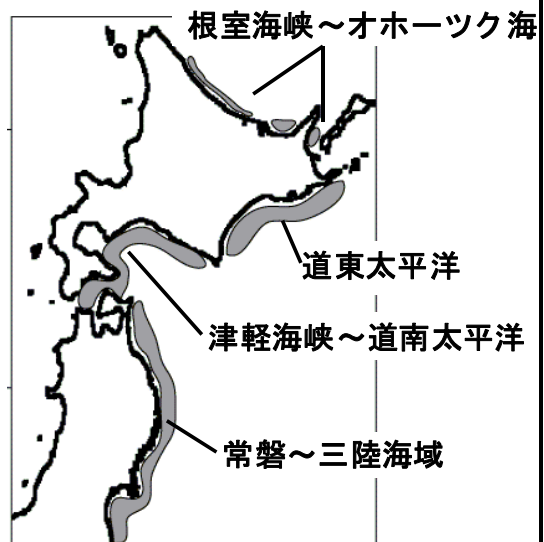 根室海峡～オホーツク海
道東太平洋
津軽海峡～道南太平洋
常磐～三陸海域